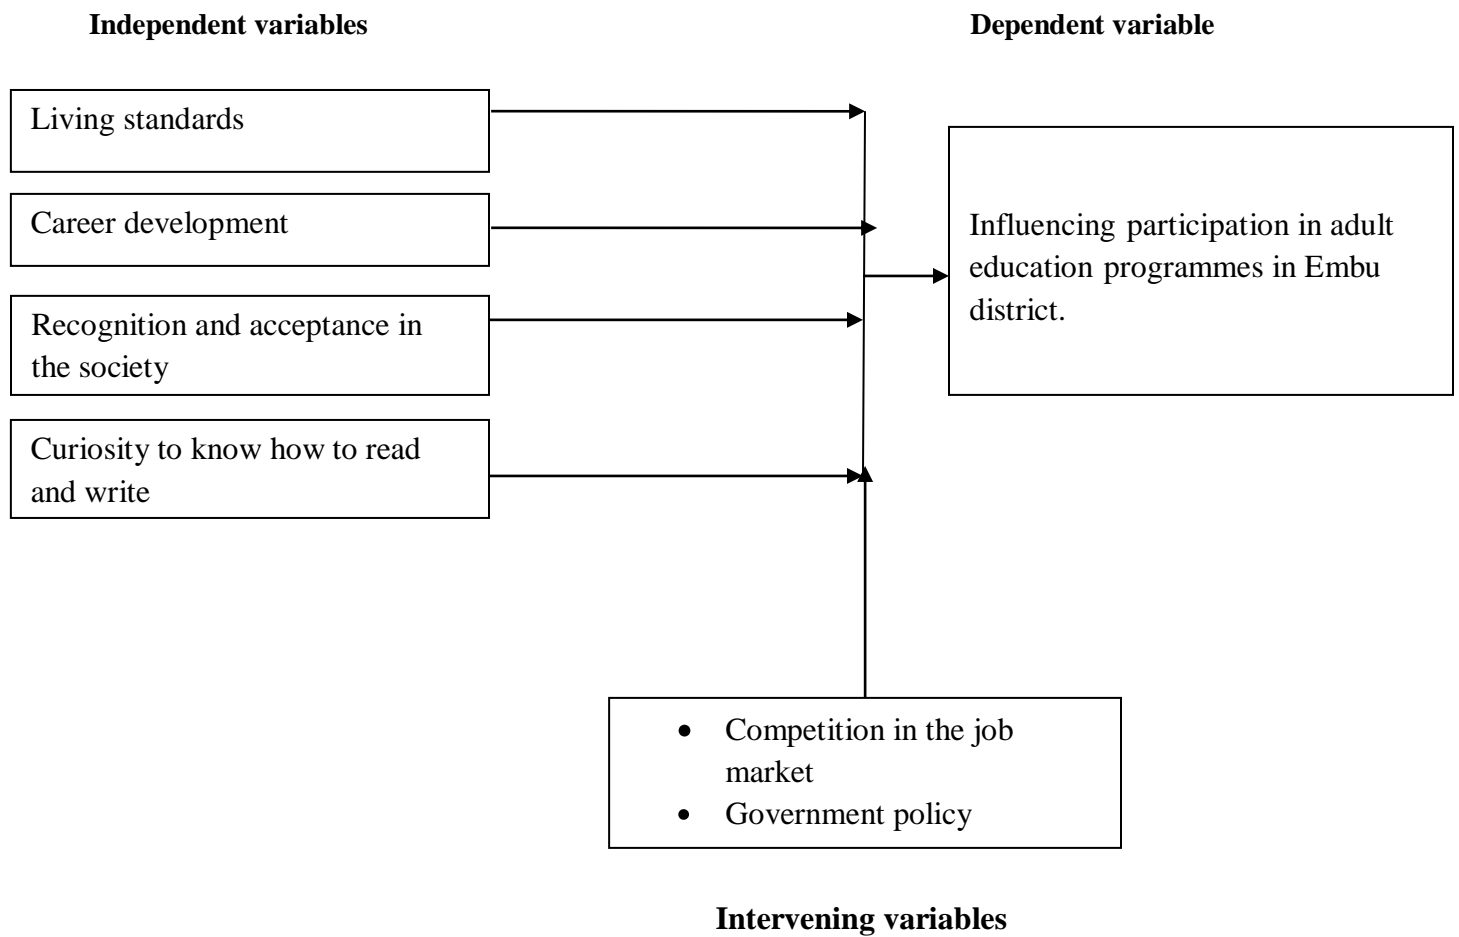 Independent variables
Dependent variable
Living standards
Career development
Recognition and acceptance in
the society
Curiosity to know how to read
and write
Influencing participation in adult
education programmes in Embu
district.
• Competition in the job
market
• Government policy
Intervening variables